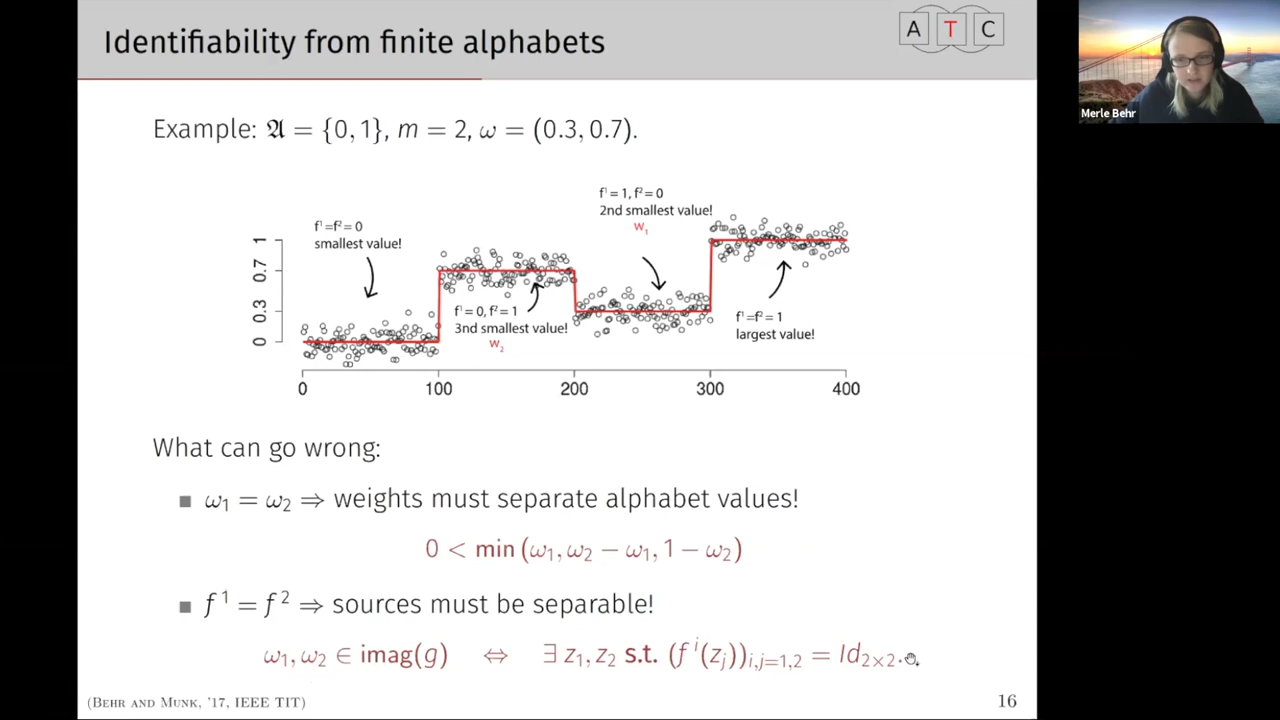 Identifiability from finite alphabets
A T C
Merle Behr
Example: 𝔄 = {0, 1}, m = 2, ω = (0.3, 0.7).
f¹ = 1, f² = 0
2nd smallest value!
w₁
f¹=f² = 0
smallest value!
1
0.7
0.3
0
f¹ = 0, f² = 1
3nd smallest value!
w₂
f¹=f² = 1
largest value!
0 100 200 300 400
What can go wrong:
■ ω₁ = ω₂ ⇒ weights must separate alphabet values!
0 < min (ω₁, ω₂ − ω₁, 1 − ω₂)
■ f¹ = f² ⇒ sources must be separable!
ω₁, ω₂ ∈ imag(g) ⇔ ∃ z₁, z₂ s.t. (fⁱ(zⱼ))ᵢ,ⱼ₌₁,₂ = Id₂ₓ₂.
(Behr and Munk, '17, IEEE TIT)
16